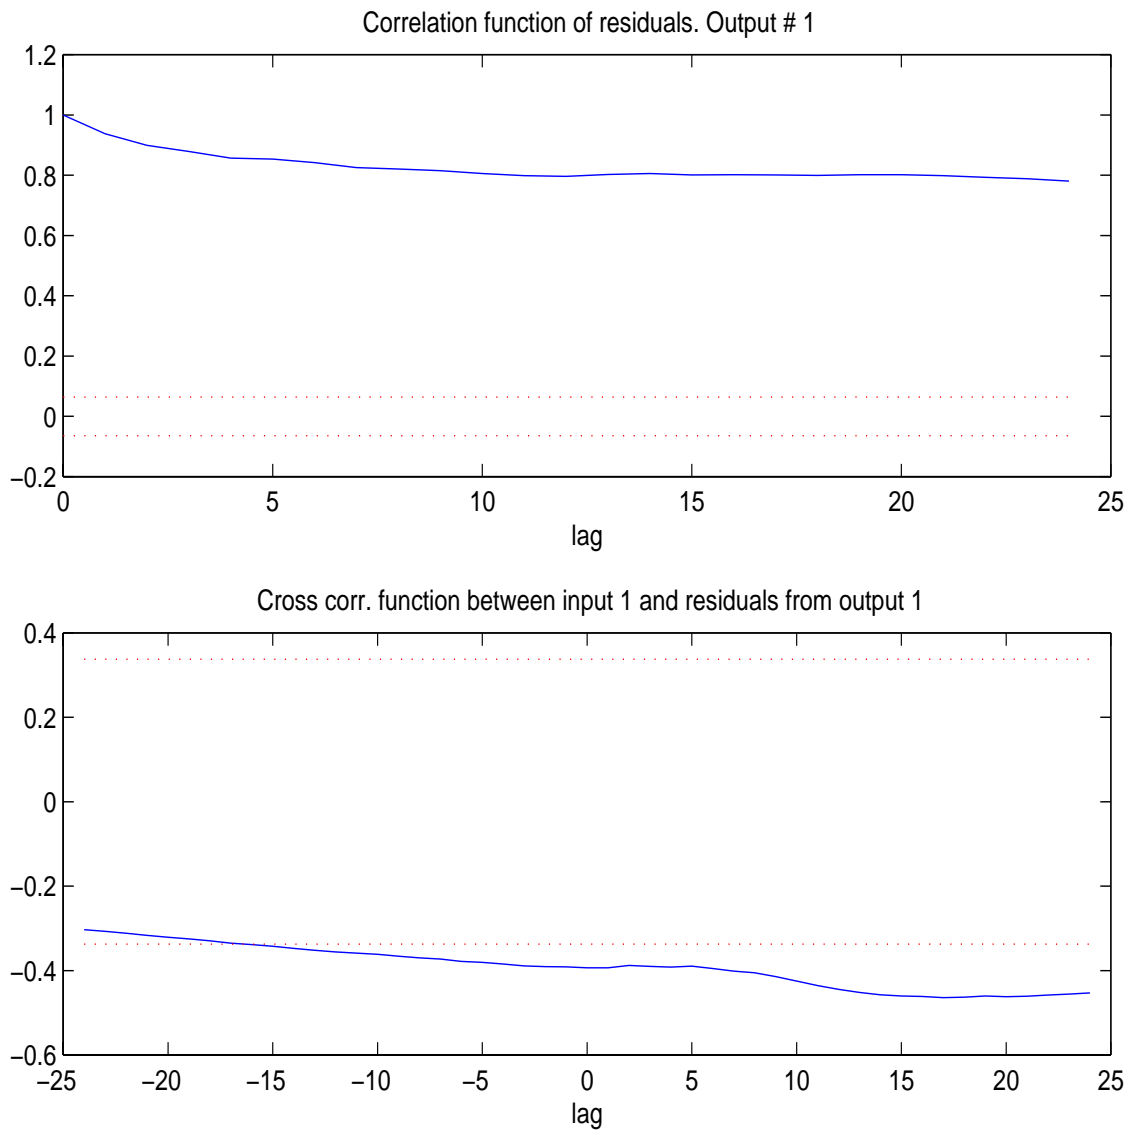 Correlation function of residuals. Output # 1
1.2
1
0.8
0.6
0.4
0.2
0
−0.2
0 5 10 15 20 25
lag
Cross corr. function between input 1 and residuals from output 1
0.4
0.2
0
−0.2
−0.4
−0.6
−25 −20 −15 −10 −5 0 5 10 15 20 25
lag